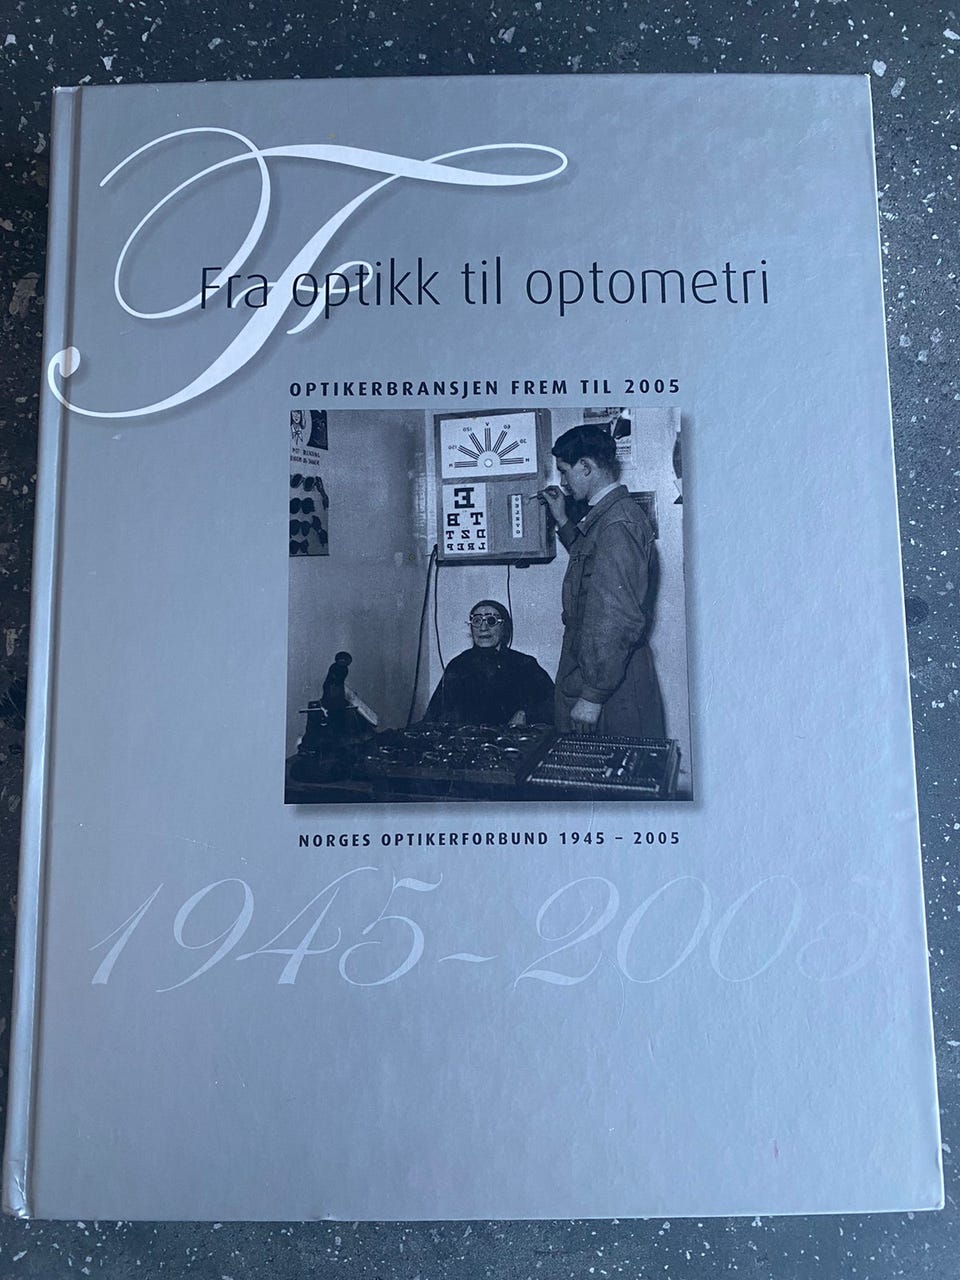 F
Fra optikk til optometri
OPTIKERBRANSJEN FREM TIL 2005
NORGES OPTIKERFORBUND 1945 – 2005
1945-2005